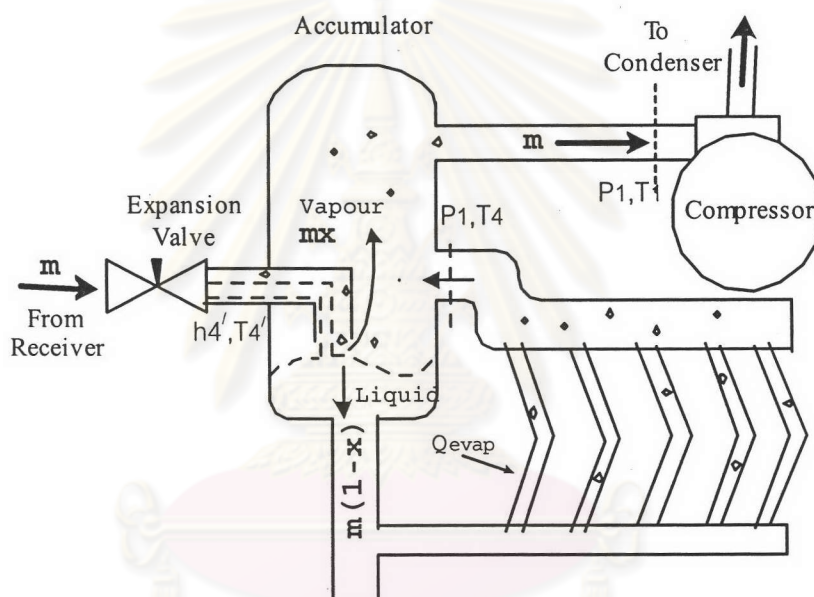 Accumulator
To
Condenser
m
P1,T1
Compressor
Expansion
Valve
Vapour
mx
P1,T4
m
From
Receiver
h4',T4'
Liquid
m(1-x)
Qevap